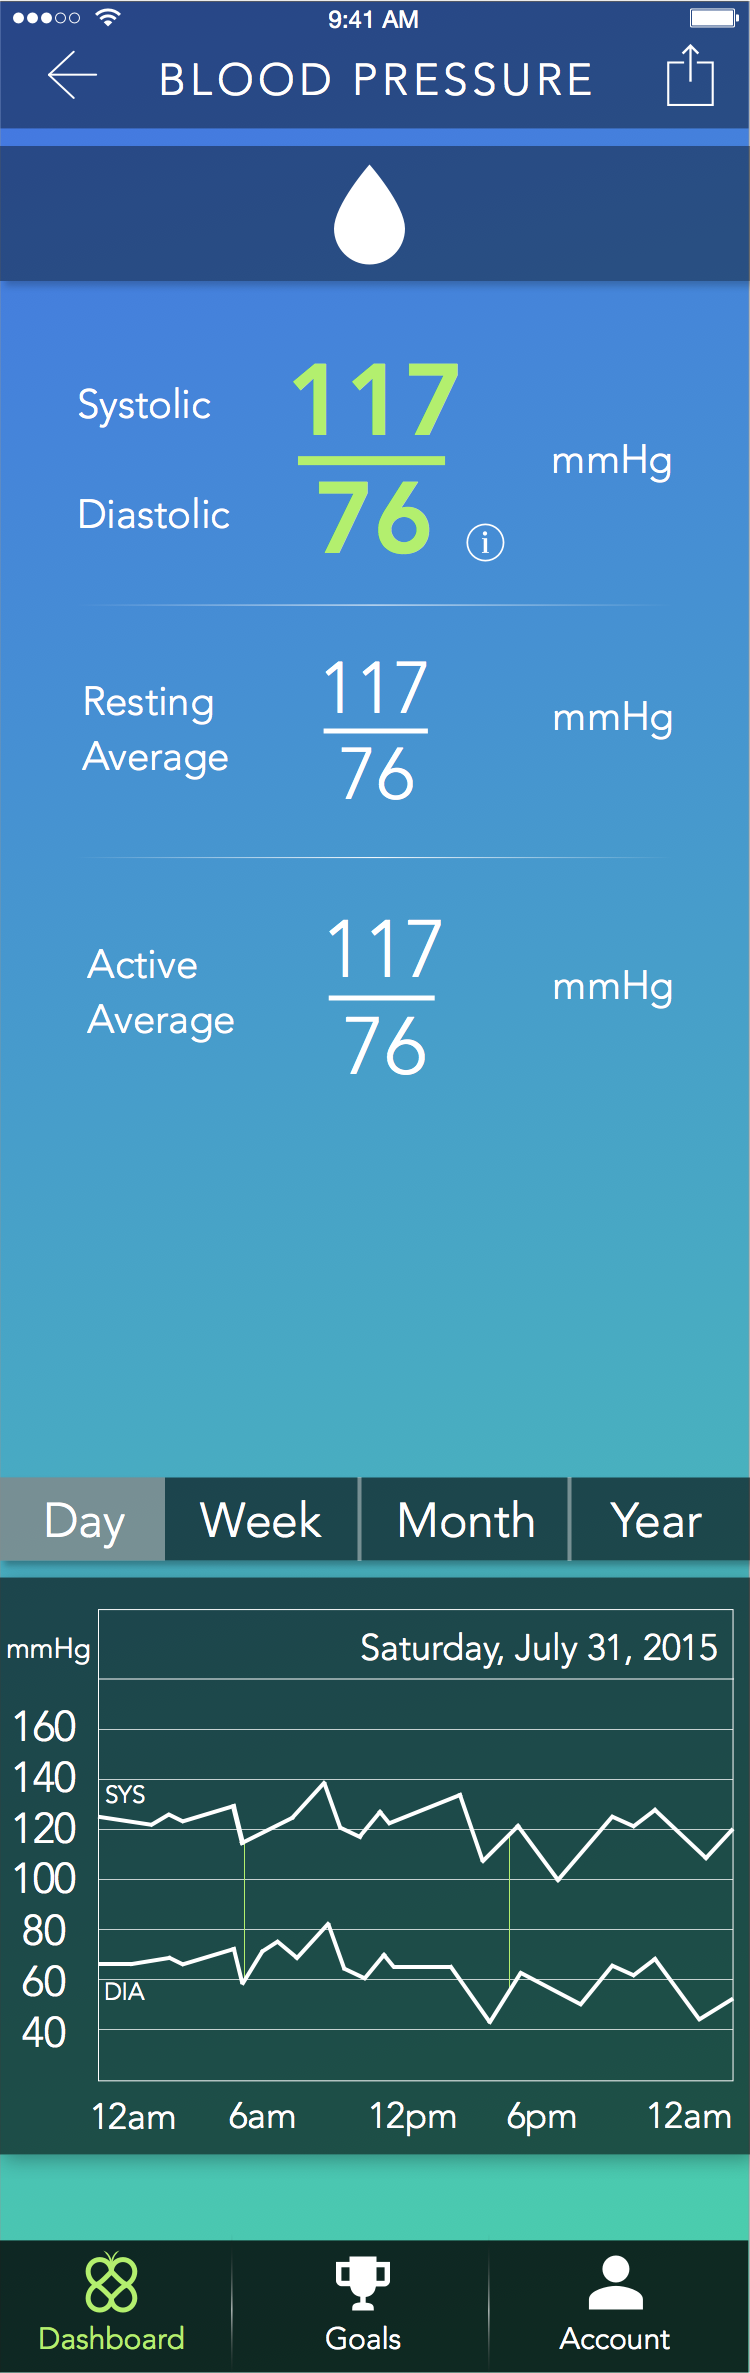 9:41 AM
BLOOD PRESSURE
Systolic
117
mmHg
Diastolic
76
i
Resting
Average
117
76
mmHg
Active
Average
117
76
mmHg
Day Week Month Year
mmHg
Saturday, July 31, 2015
160
140
SYS
120
100
80
60
DIA
40
12am 6am 12pm 6pm 12am
Dashboard Goals Account